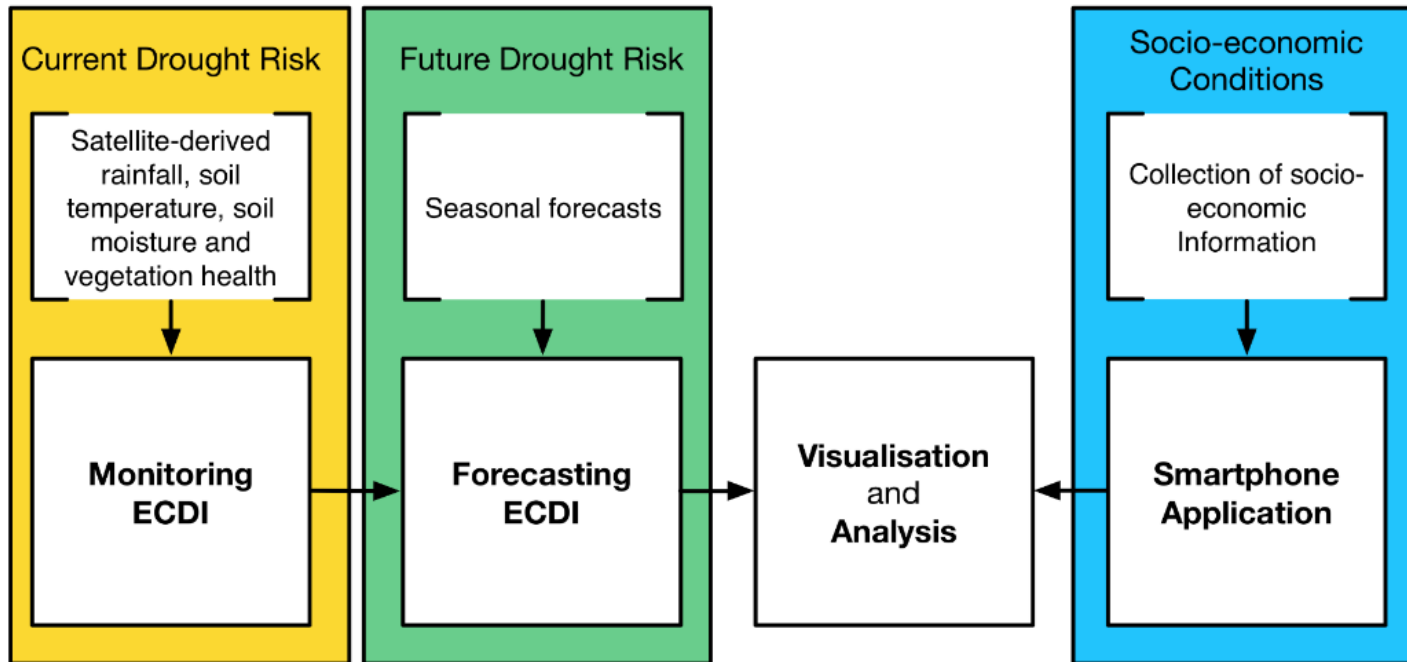 Current Drought Risk
Satellite-derived
rainfall, soil
temperature, soil
moisture and
vegetation health
Monitoring
ECDI
Future Drought Risk
Seasonal forecasts
Forecasting
ECDI
Visualisation
and
Analysis
Socio-economic
Conditions
Collection of socio-
economic
Information
Smartphone
Application